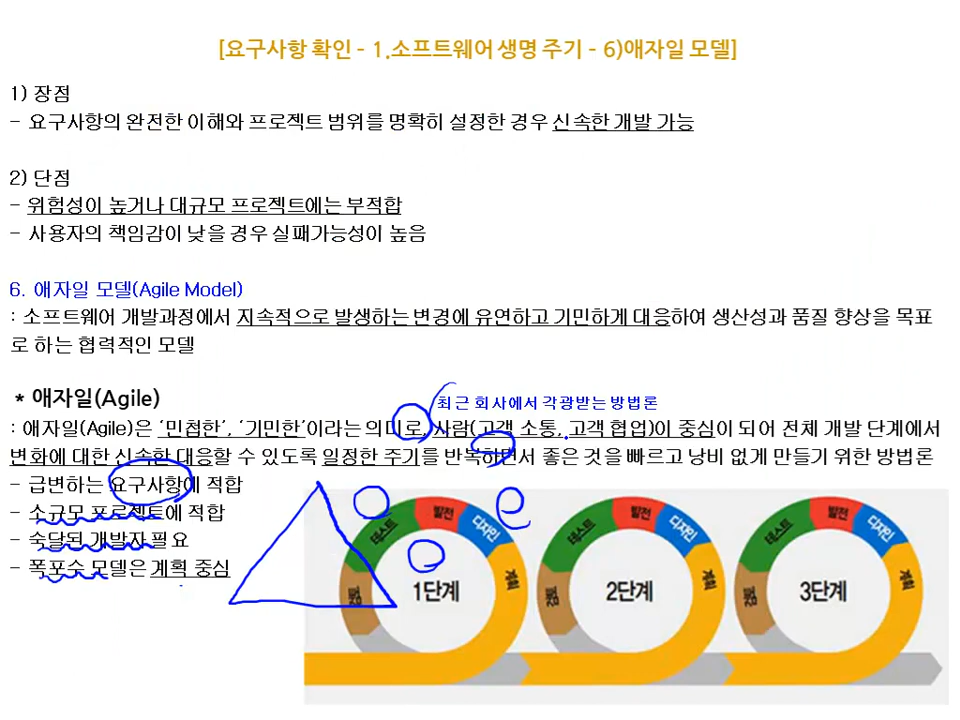 [요구사항 확인 - 1.소프트웨어 생명 주기 - 6)애자일 모델]
1) 장점
- 요구사항의 완전한 이해와 프로젝트 범위를 명확히 설정한 경우 신속한 개발 가능
2) 단점
- 위험성이 높거나 대규모 프로젝트에는 부적합
- 사용자의 책임감이 낮을 경우 실패가능성이 높음
6. 애자일 모델(Agile Model)
: 소프트웨어 개발과정에서 지속적으로 발생하는 변경에 유연하고 기민하게 대응하여 생산성과 품질 향상을 목표
로 하는 협력적인 모델
* 애자일(Agile)
최근 회사에서 각광받는 방법론
: 애자일(Agile)은 '민첩한', '기민한'이라는 의미로, 사람(고객 소통, 고객 협업)이 중심이 되어 전체 개발 단계에서
변화에 대한 신속한 대응할 수 있도록 일정한 주기를 반복하면서 좋은 것을 빠르고 낭비 없게 만들기 위한 방법론
- 급변하는 요구사항에 적합
- 소규모 프로젝트에 적합
- 숙달된 개발자 필요
- 폭포수 모델은 계획 중심
테스트 발전 디자인 계획
1단계
테스트 발전 디자인 계획
2단계
테스트 발전 디자인 계획
3단계